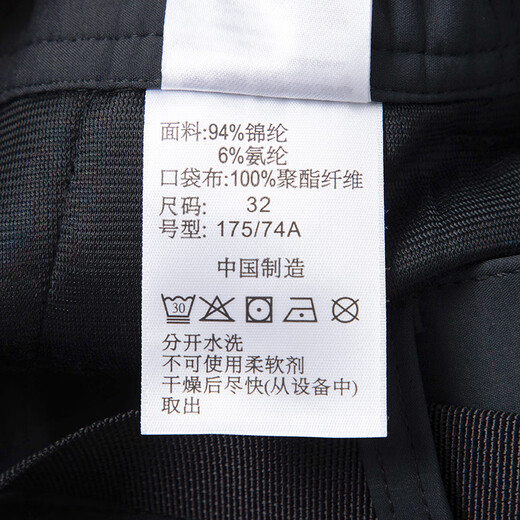 面料:94%锦纶
6%氨纶
口袋布:100%聚酯纤维
尺码: 32
号型: 175/74A
中国制造
30
分开水洗
不可使用柔软剂
干燥后尽快(从设备中)
取出